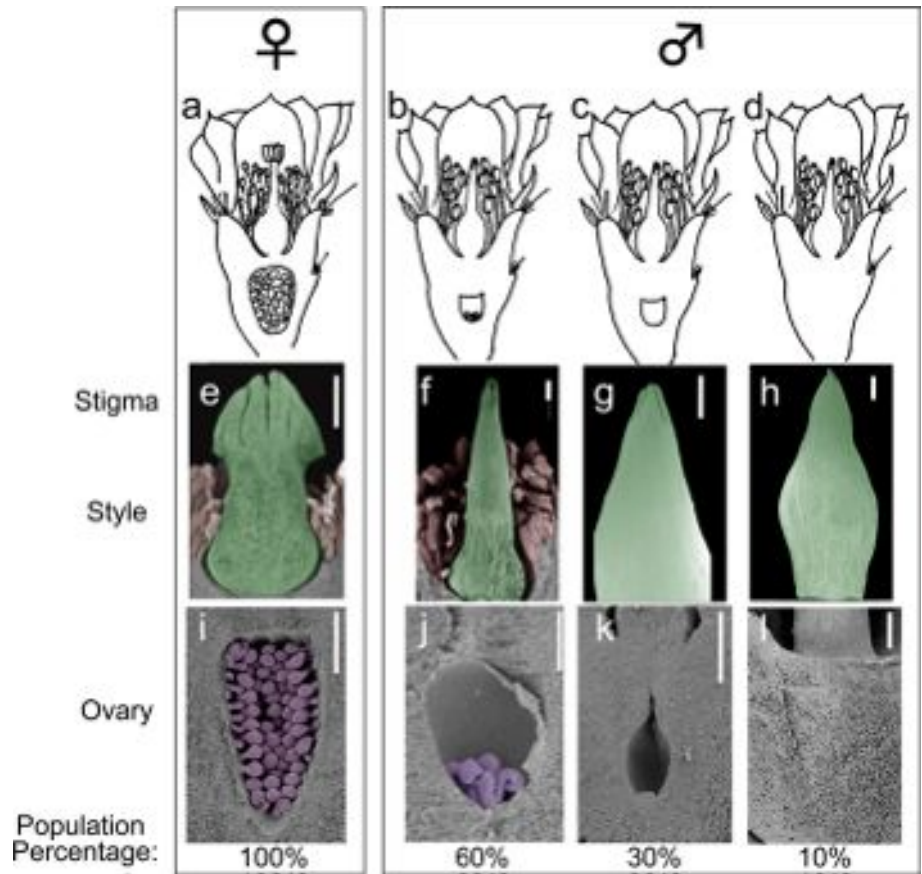 ♀ ♂
a b c d
Stigma e f g h
Style
i j k l
Ovary
Population
Percentage:
100% 60% 30% 10%